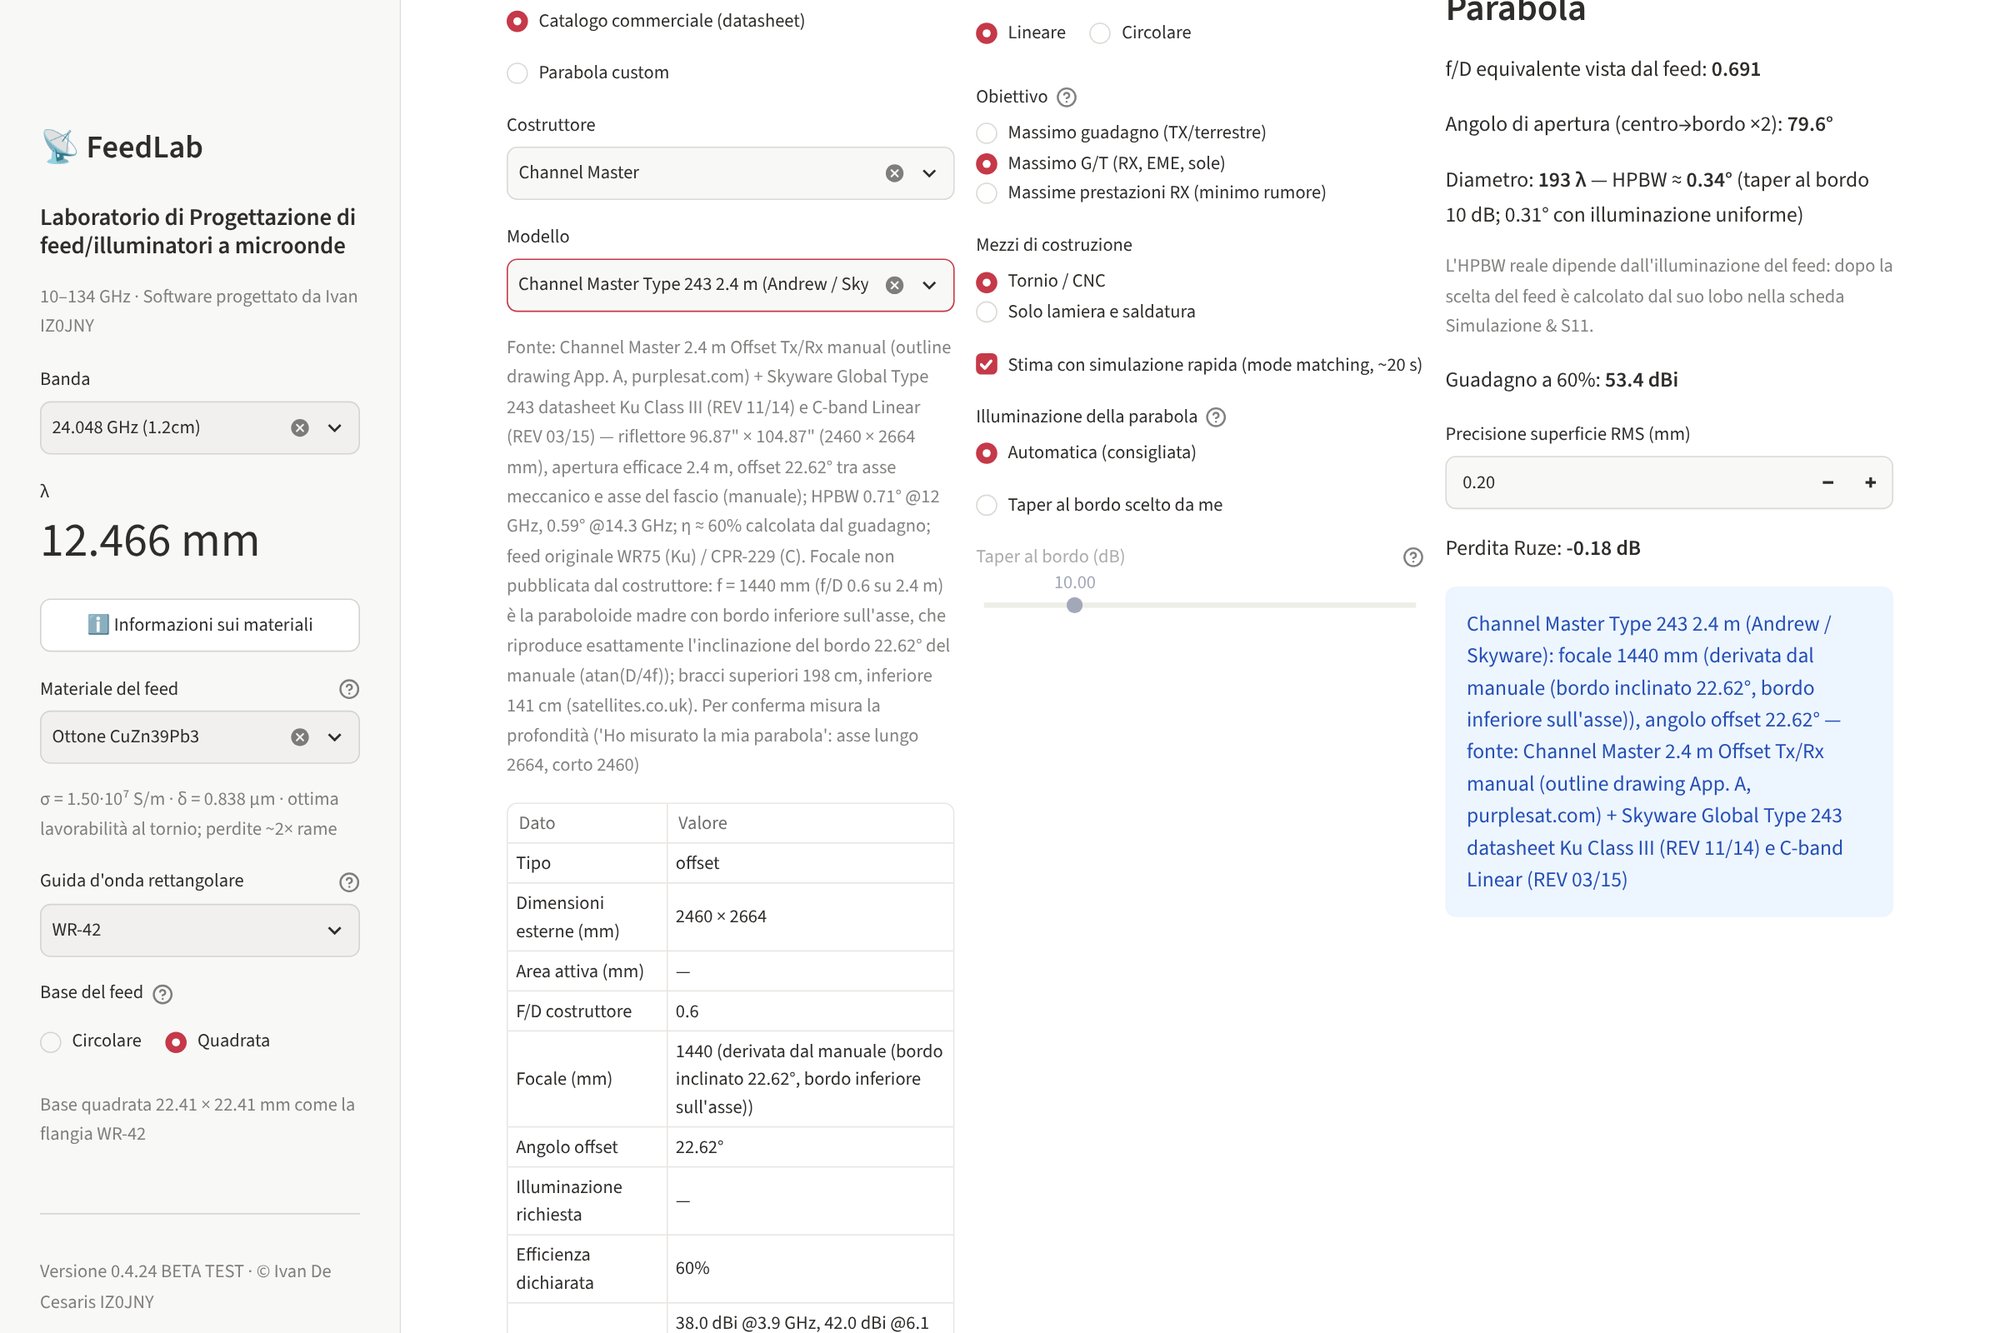 FeedLab
Laboratorio di Progettazione di
feed/illuminatori a microonde
10–134 GHz · Software progettato da Ivan
IZ0JNY
Banda
24.048 GHz (1.2cm)
λ
12.466 mm
Informazioni sui materiali
Materiale del feed
Ottone CuZn39Pb3
σ = 1.50·10⁷ S/m · δ = 0.838 µm · ottima
lavorabilità al tornio; perdite ~2× rame
Guida d'onda rettangolare
WR-42
Base del feed
Circolare
Quadrata
Base quadrata 22.41 × 22.41 mm come la
flangia WR-42
Versione 0.4.24 BETA TEST · © Ivan De
Cesaris IZ0JNY
Catalogo commerciale (datasheet)
Parabola custom
Costruttore
Channel Master
Modello
Channel Master Type 243 2.4 m (Andrew / Sky
Fonte: Channel Master 2.4 m Offset Tx/Rx manual (outline
drawing App. A, purplesat.com) + Skyware Global Type
243 datasheet Ku Class III (REV 11/14) e C-band Linear
(REV 03/15) — riflettore 96.87" × 104.87" (2460 × 2664
mm), apertura efficace 2.4 m, offset 22.62° tra asse
meccanico e asse del fascio (manuale); HPBW 0.71° @12
GHz, 0.59° @14.3 GHz; η ≈ 60% calcolata dal guadagno;
feed originale WR75 (Ku) / CPR-229 (C). Focale non
pubblicata dal costruttore: f = 1440 mm (f/D 0.6 su 2.4 m)
è la paraboloide madre con bordo inferiore sull'asse, che
riproduce esattamente l'inclinazione del bordo 22.62° del
manuale (atan(D/4f)); bracci superiori 198 cm, inferiore
141 cm (satellites.co.uk). Per conferma misura la
profondità ('Ho misurato la mia parabola': asse lungo
2664, corto 2460)
Dato
Valore
Tipo
offset
Dimensioni
esterne (mm)
2460 × 2664
Area attiva (mm)
—
F/D costruttore
0.6
Focale (mm)
1440 (derivata dal manuale (bordo
inclinato 22.62°, bordo inferiore
sull'asse))
Angolo offset
22.62°
Illuminazione
richiesta
—
Efficienza
dichiarata
60%
38.0 dBi @3.9 GHz, 42.0 dBi @6.1
Lineare
Circolare
Obiettivo
Massimo guadagno (TX/terrestre)
Massimo G/T (RX, EME, sole)
Massime prestazioni RX (minimo rumore)
Mezzi di costruzione
Tornio / CNC
Solo lamiera e saldatura
Stima con simulazione rapida (mode matching, ~20 s)
Illuminazione della parabola
Automatica (consigliata)
Taper al bordo scelto da me
Taper al bordo (dB)
10.00
Parabola
f/D equivalente vista dal feed: 0.691
Angolo di apertura (centro→bordo ×2): 79.6°
Diametro: 193 λ — HPBW ≈ 0.34° (taper al bordo
10 dB; 0.31° con illuminazione uniforme)
L'HPBW reale dipende dall'illuminazione del feed: dopo la
scelta del feed è calcolato dal suo lobo nella scheda
Simulazione & S11.
Guadagno a 60%: 53.4 dBi
Precisione superficie RMS (mm)
0.20
Perdita Ruze: -0.18 dB
Channel Master Type 243 2.4 m (Andrew /
Skyware): focale 1440 mm (derivata dal
manuale (bordo inclinato 22.62°, bordo
inferiore sull'asse)), angolo offset 22.62° —
fonte: Channel Master 2.4 m Offset Tx/Rx
manual (outline drawing App. A,
purplesat.com) + Skyware Global Type 243
datasheet Ku Class III (REV 11/14) e C-band
Linear (REV 03/15)